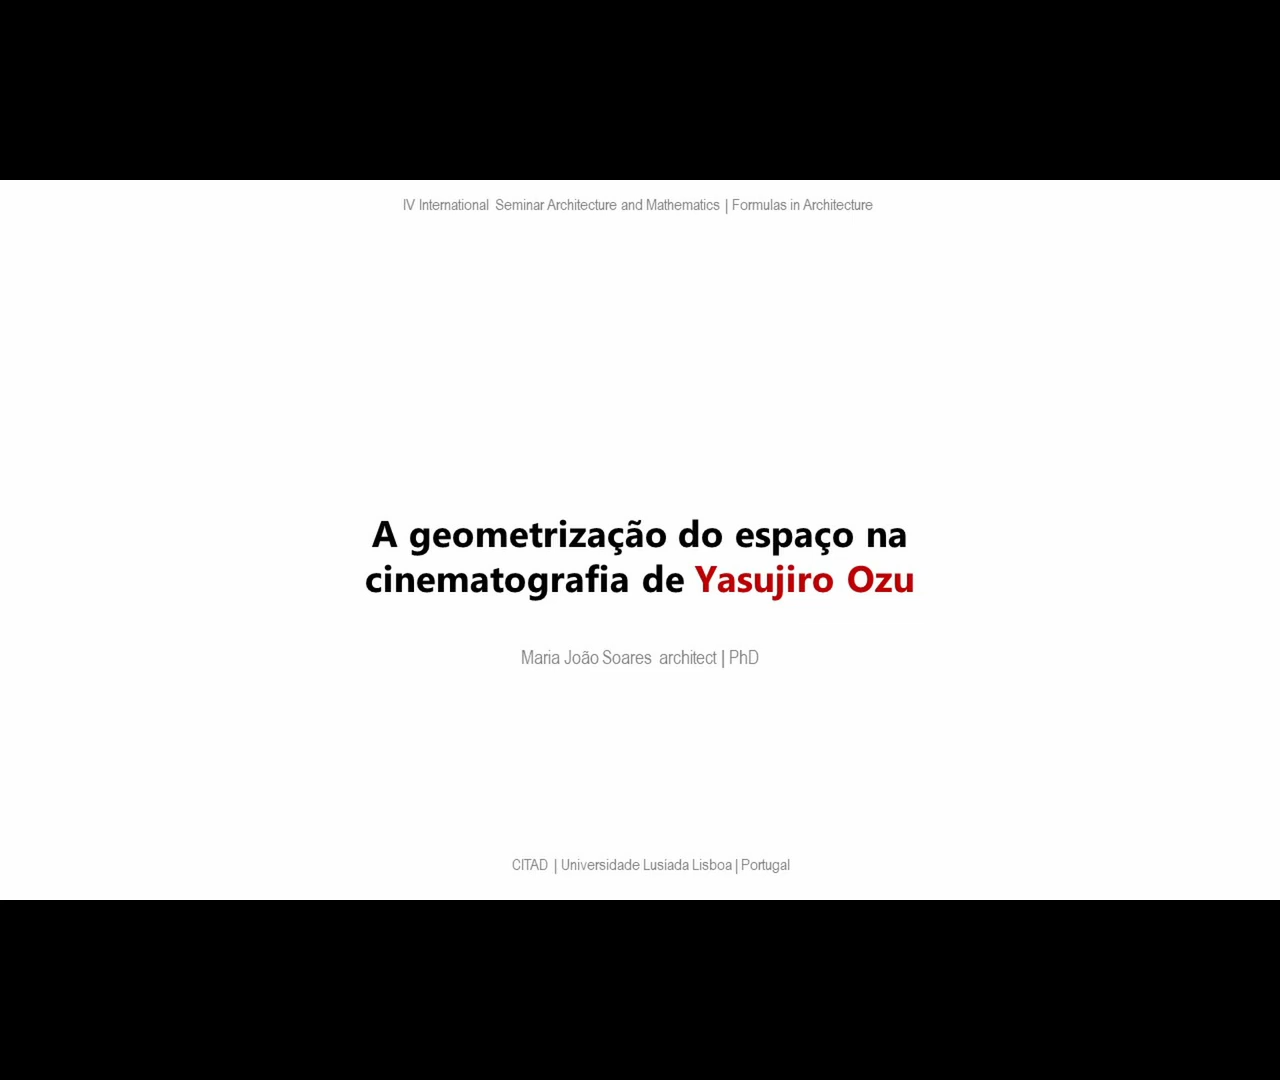 IV International Seminar Architecture and Mathematics | Formulas in Architecture
A geometrização do espaço na
cinematografia de Yasujiro Ozu
Maria João Soares architect | PhD
CITAD | Universidade Lusiada Lisboa | Portugal